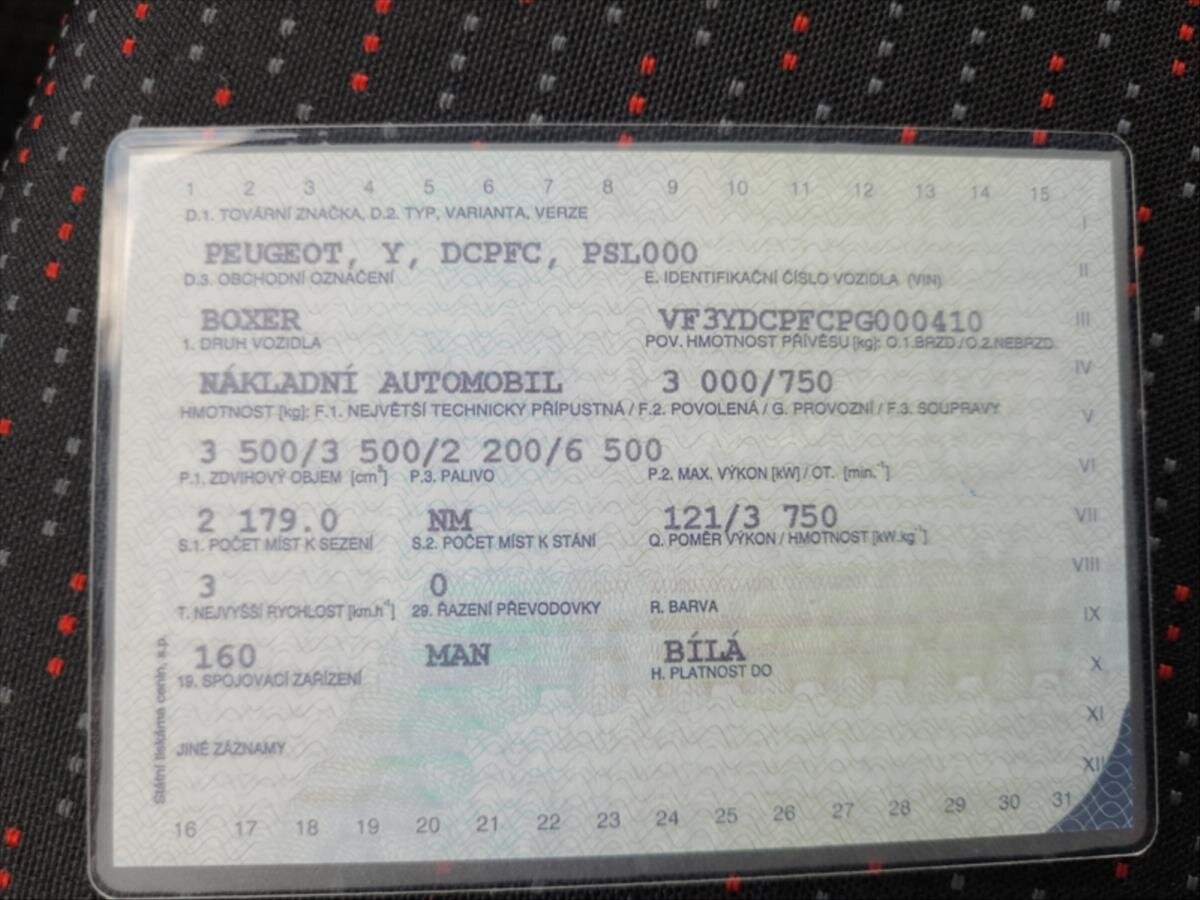 1 2 3 4 5 6 7 8 9 10 11 12 13 14 15
D.1. TOVÁRNÍ ZNAČKA, D.2. TYP, VARIANTA, VERZE
I
PEUGEOT, Y, DCPFC, PSL000
D.3. OBCHODNÍ OZNAČENÍ E. IDENTIFIKAČNÍ ČÍSLO VOZIDLA (VIN)
II
BOXER VF3YDCPFCPG000410
III
1. DRUH VOZIDLA POV. HMOTNOST PŘÍVĚSU [kg]: O.1.BRZD./O.2.NEBRZD.
IV
NÁKLADNÍ AUTOMOBIL 3 000/750
HMOTNOST [kg]: F.1. NEJVĚTŠÍ TECHNICKY PŘÍPUSTNÁ / F.2. POVOLENÁ / G. PROVOZNÍ / F.3. SOUPRAVY
V
3 500/3 500/2 200/6 500
P.1. ZDVIHOVÝ OBJEM [cm³] P.3. PALIVO P.2. MAX. VÝKON [kW] / OT. [min.⁻¹]
VI
2 179.0 NM 121/3 750
VII
S.1. POČET MÍST K SEZENÍ S.2. POČET MÍST K STÁNÍ Q. POMĚR VÝKON / HMOTNOST [kW.kg⁻¹]
VIII
3 0
T. NEJVYŠŠÍ RYCHLOST [km.h⁻¹] 29. ŘAZENÍ PŘEVODOVKY R. BARVA
IX
160 MAN BÍLÁ
X
19. SPOJOVACÍ ZAŘÍZENÍ H. PLATNOST DO
XI
JINÉ ZÁZNAMY
XII
16 17 18 19 20 21 22 23 24 25 26 27 28 29 30 31
Státní tiskárna cenin, s.p.